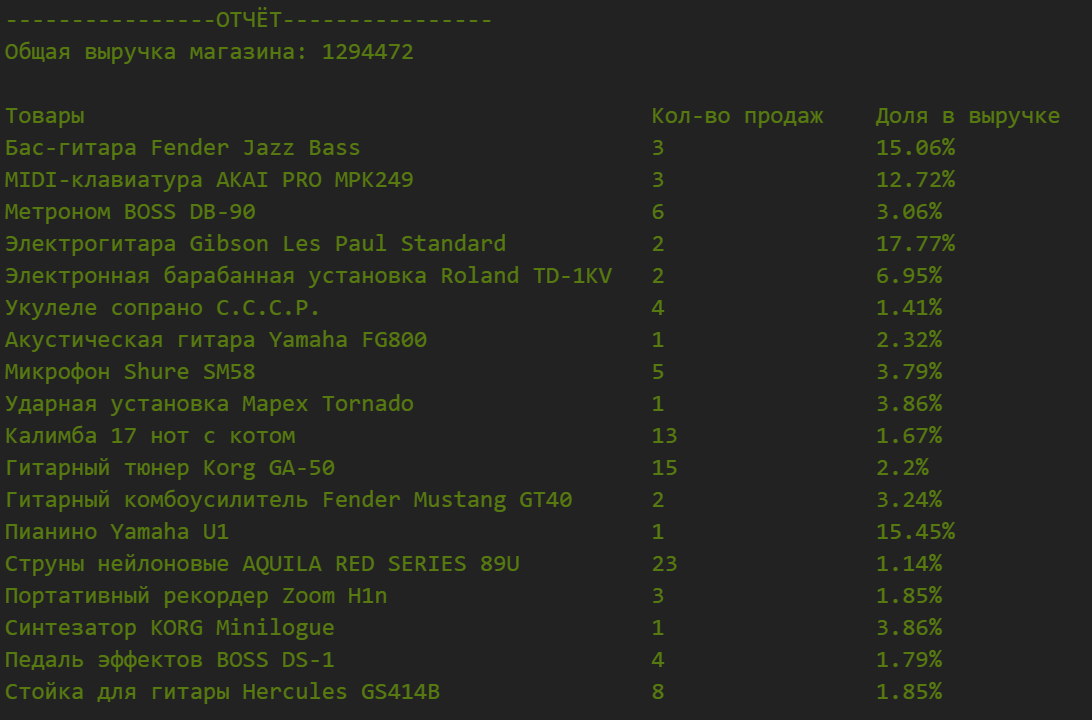 ----------------ОТЧЁТ----------------
Общая выручка магазина: 1294472
Товары Кол-во продаж Доля в выручке
Бас-гитара Fender Jazz Bass 3 15.06%
MIDI-клавиатура AKAI PRO MPK249 3 12.72%
Метроном BOSS DB-90 6 3.06%
Электрогитара Gibson Les Paul Standard 2 17.77%
Электронная барабанная установка Roland TD-1KV 2 6.95%
Укулеле сопрано С.С.С.Р. 4 1.41%
Акустическая гитара Yamaha FG800 1 2.32%
Микрофон Shure SM58 5 3.79%
Ударная установка Mapex Tornado 1 3.86%
Калимба 17 нот с котом 13 1.67%
Гитарный тюнер Korg GA-50 15 2.2%
Гитарный комбоусилитель Fender Mustang GT40 2 3.24%
Пианино Yamaha U1 1 15.45%
Струны нейлоновые AQUILA RED SERIES 89U 23 1.14%
Портативный рекордер Zoom H1n 3 1.85%
Синтезатор KORG Minilogue 1 3.86%
Педаль эффектов BOSS DS-1 4 1.79%
Стойка для гитары Hercules GS414B 8 1.85%